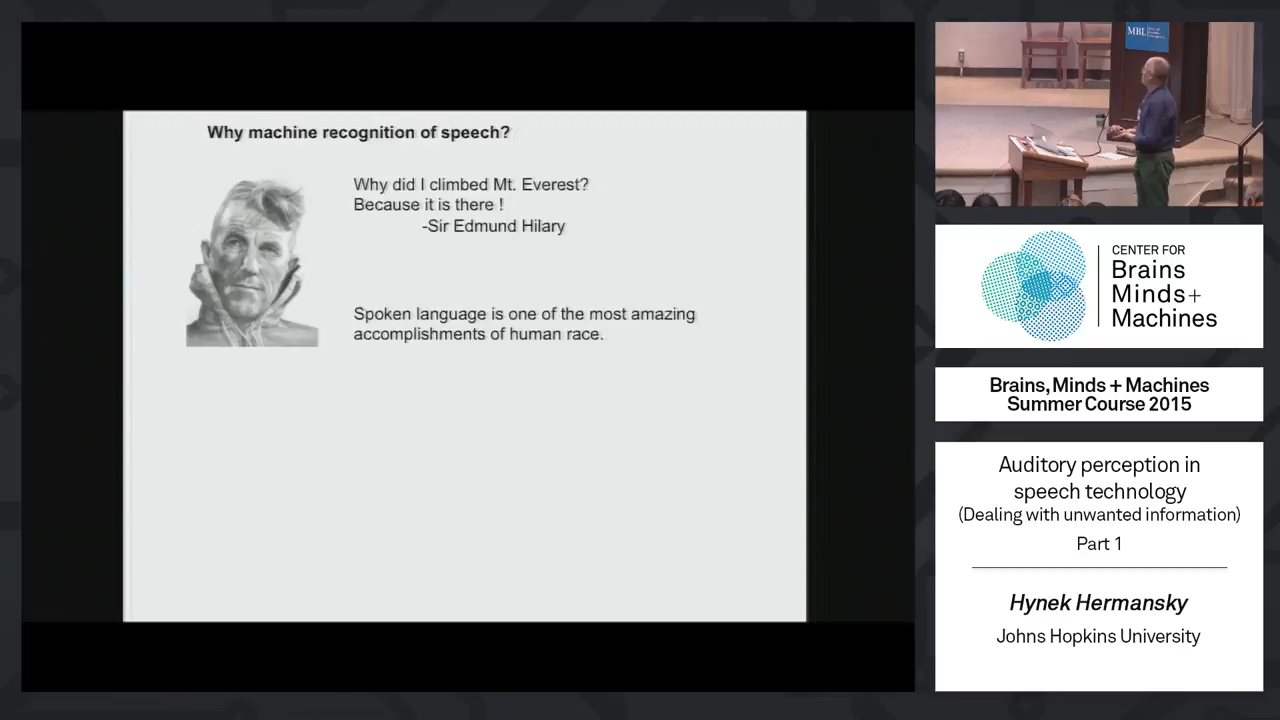 Why machine recognition of speech?
Why did I climbed Mt. Everest?
Because it is there !
-Sir Edmund Hilary
Spoken language is one of the most amazing
accomplishments of human race.
MBL
CENTER FOR
Brains
Minds+
Machines
Brains, Minds + Machines
Summer Course 2015
Auditory perception in
speech technology
(Dealing with unwanted information)
Part 1
Hynek Hermansky
Johns Hopkins University